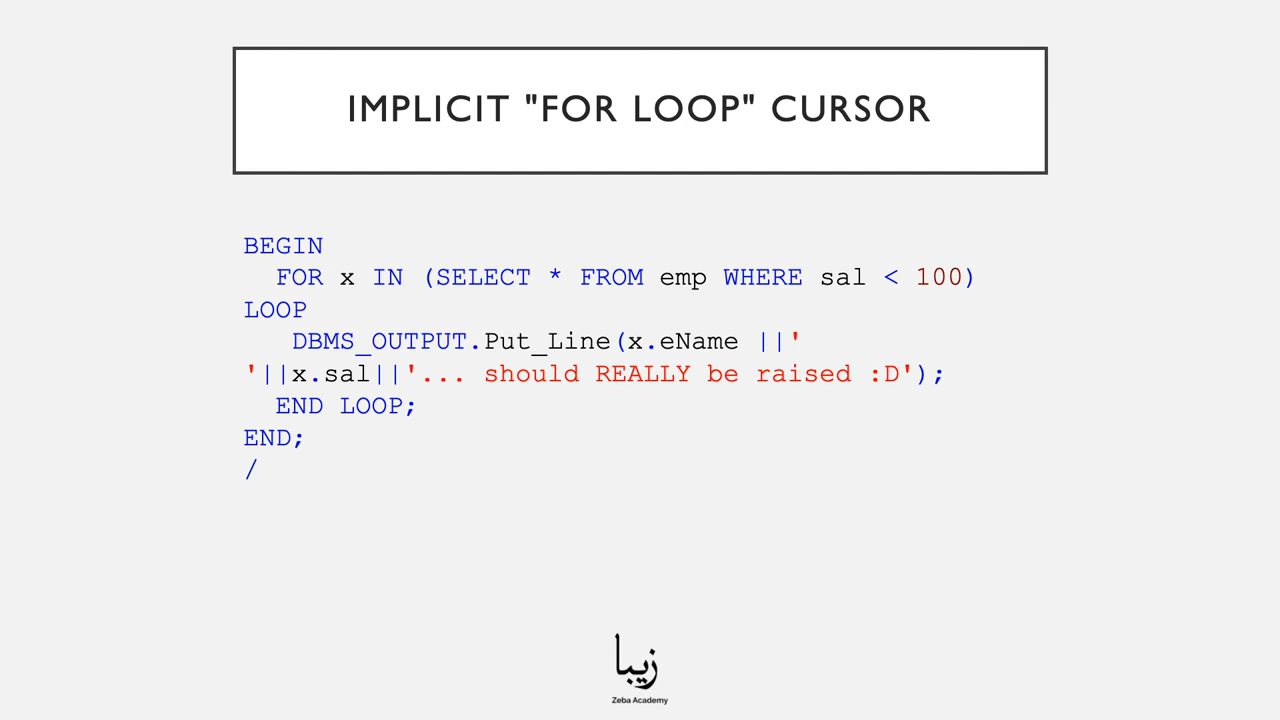 IMPLICIT "FOR LOOP" CURSOR
BEGIN
  FOR x IN (SELECT * FROM emp WHERE sal < 100)
LOOP
   DBMS_OUTPUT.Put_Line(x.eName ||'
'||x.sal||'... should REALLY be raised :D');
  END LOOP;
END;
/
زيبا
Zeba Academy